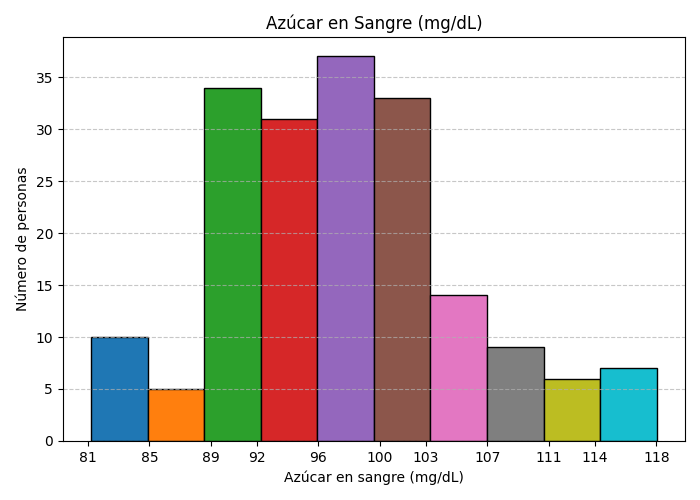 Azúcar en Sangre (mg/dL)
Número de personas
35
30
25
20
15
10
5
0
81 85 89 92 96 100 103 107 111 114 118
Azúcar en sangre (mg/dL)